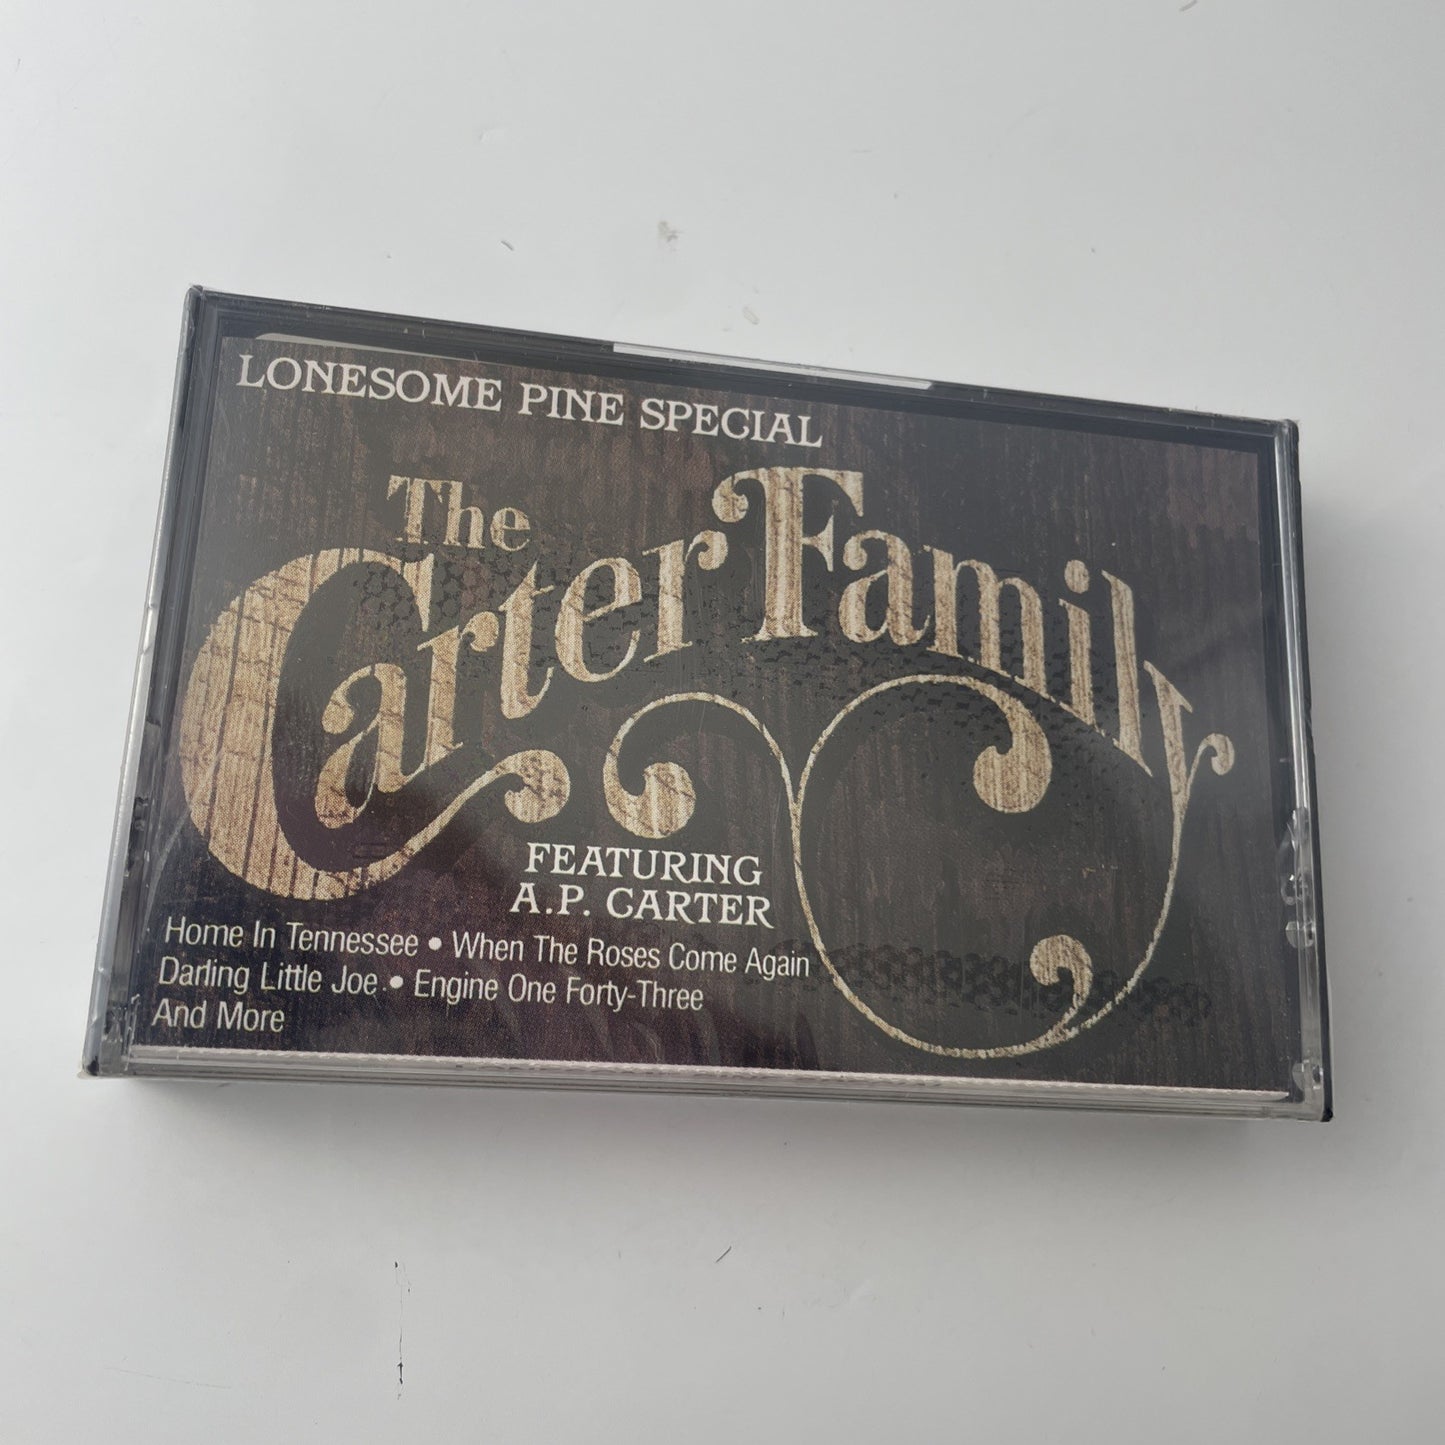 LONESOME PINE SPECIAL
The
Carter Family
FEATURING
A.P. CARTER
Home In Tennessee • When The Roses Come Again
Darling Little Joe • Engine One Forty-Three
And More